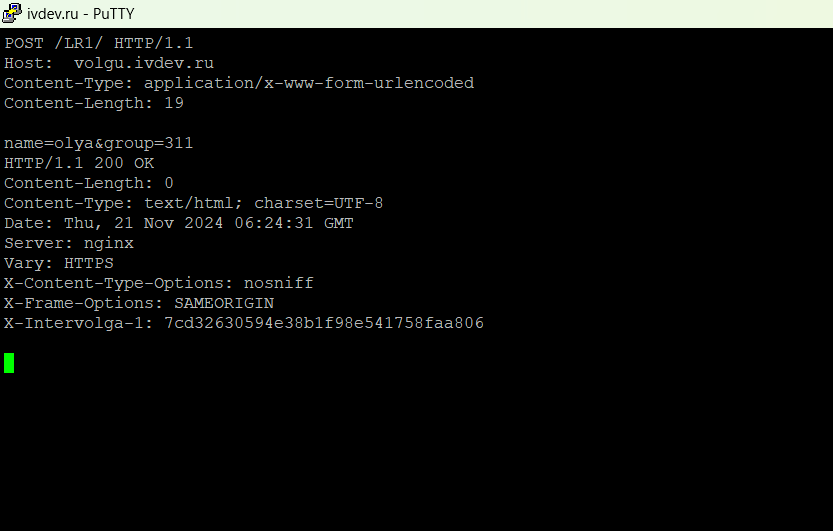 ivdev.ru - PuTTY
POST /LR1/ HTTP/1.1
Host:  volgu.ivdev.ru
Content-Type: application/x-www-form-urlencoded
Content-Length: 19
name=olya&group=311
HTTP/1.1 200 OK
Content-Length: 0
Content-Type: text/html; charset=UTF-8
Date: Thu, 21 Nov 2024 06:24:31 GMT
Server: nginx
Vary: HTTPS
X-Content-Type-Options: nosniff
X-Frame-Options: SAMEORIGIN
X-Intervolga-1: 7cd32630594e38b1f98e541758faa806